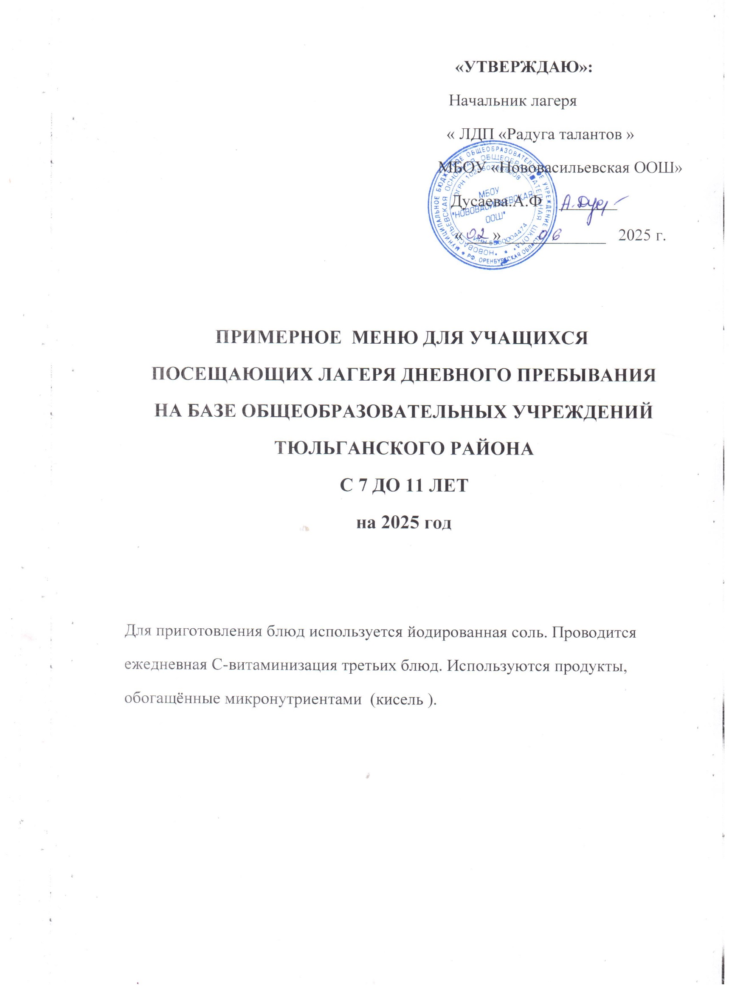 «УТВЕРЖДАЮ»:
Начальник лагеря
« ЛДП «Радуга талантов »
МБОУ «Нововасильевская ООШ»
Дусаева.А.Ф А.Дус
« 02 » 06 2025 г.
МУНИЦИПАЛЬНОЕ БЮДЖЕТНОЕ ОБЩЕОБРАЗОВАТЕЛЬНОЕ УЧРЕЖДЕНИЕ * РФ. ОРЕНБУРГСКАЯ ОБЛАСТЬ
"НОВОВАСИЛЬЕВСКАЯ ОСНОВНАЯ ОБЩЕОБРАЗОВАТЕЛЬНАЯ ШКОЛА"
ОГРН
ИНН
МБОУ
"НОВОВАСИЛЬЕВСКАЯ
ООШ"
ПРИМЕРНОЕ МЕНЮ ДЛЯ УЧАЩИХСЯ
ПОСЕЩАЮЩИХ ЛАГЕРЯ ДНЕВНОГО ПРЕБЫВАНИЯ
НА БАЗЕ ОБЩЕОБРАЗОВАТЕЛЬНЫХ УЧРЕЖДЕНИЙ
ТЮЛЬГАНСКОГО РАЙОНА
С 7 ДО 11 ЛЕТ
на 2025 год
Для приготовления блюд используется йодированная соль. Проводится
ежедневная С-витаминизация третьих блюд. Используются продукты,
обогащённые микронутриентами (кисель ).